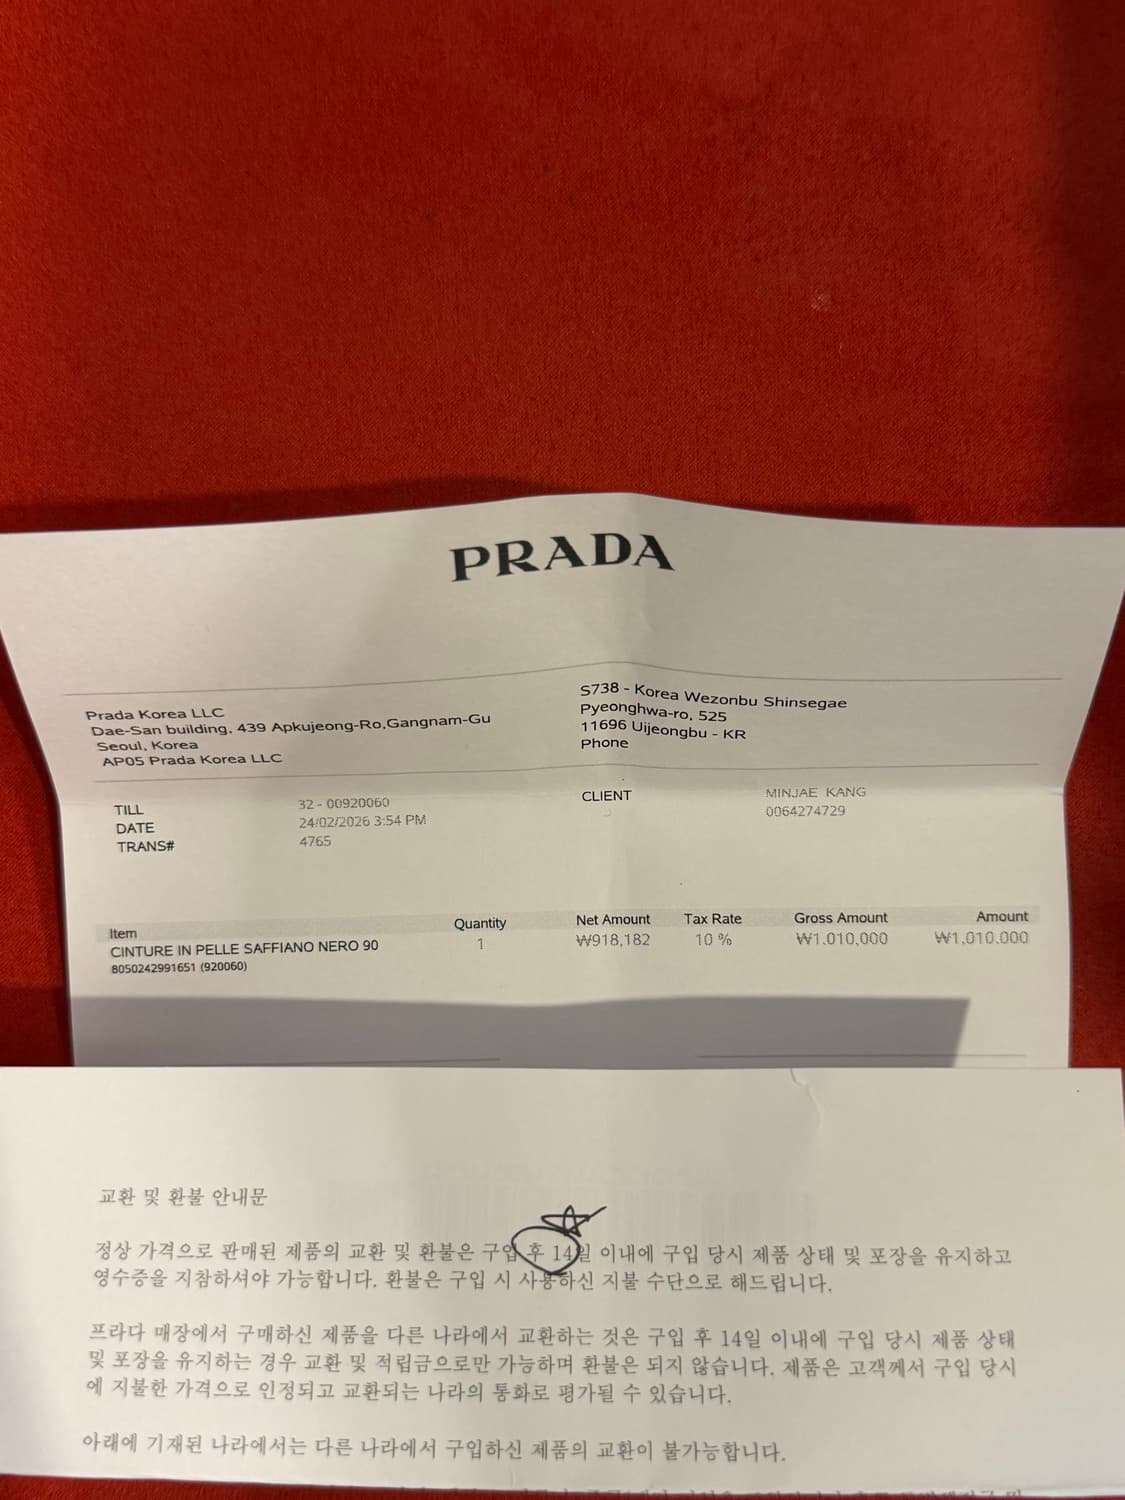 PRADA
Prada Korea LLC
Dae-San building, 439 Apkujeong-Ro,Gangnam-Gu
Seoul, Korea
AP05 Prada Korea LLC
S738 - Korea Wezonbu Shinsegae
Pyeonghwa-ro, 525
11696 Uijeongbu - KR
Phone
TILL 32 - 00920060
DATE 24/02/2026 3:54 PM
TRANS# 4765
CLIENT MINJAE KANG
0064274729
Item Quantity Net Amount Tax Rate Gross Amount Amount
CINTURE IN PELLE SAFFIANO NERO 90 1 ₩918,182 10 % ₩1,010,000 ₩1,010,000
8050242991651 (920060)
교환 및 환불 안내문
정상 가격으로 판매된 제품의 교환 및 환불은 구입 후 14일 이내에 구입 당시 제품 상태 및 포장을 유지하고
영수증을 지참하셔야 가능합니다. 환불은 구입 시 사용하신 지불 수단으로 해드립니다.
프라다 매장에서 구매하신 제품을 다른 나라에서 교환하는 것은 구입 후 14일 이내에 구입 당시 제품 상태
및 포장을 유지하는 경우 교환 및 적립금으로만 가능하며 환불은 되지 않습니다. 제품은 고객께서 구입 당시
에 지불한 가격으로 인정되고 교환되는 나라의 통화로 평가될 수 있습니다.
아래에 기재된 나라에서는 다른 나라에서 구입하신 제품의 교환이 불가능합니다.